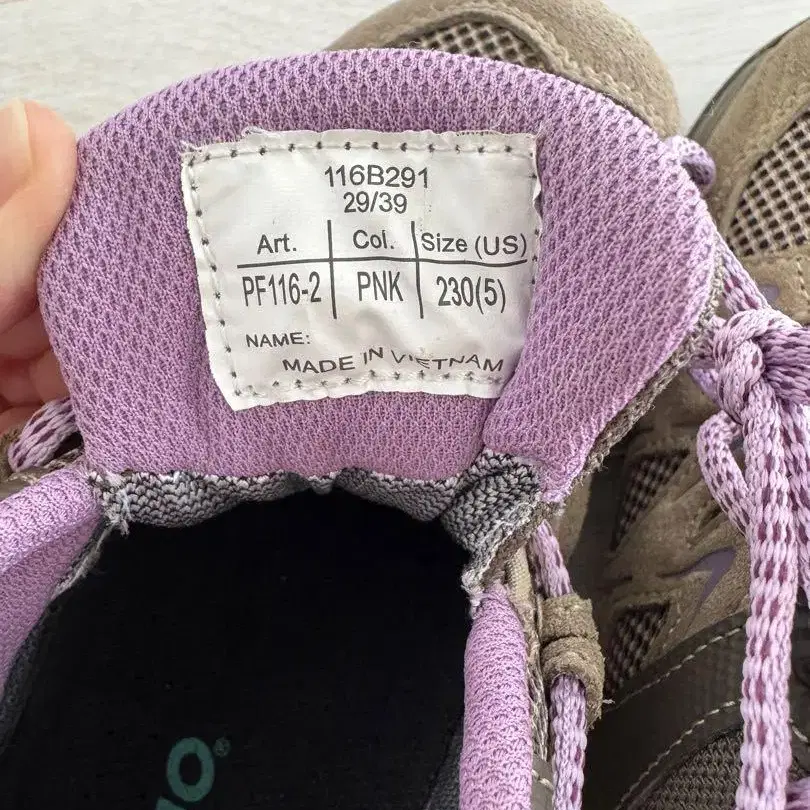 116B291
29/39
Art. Col. Size (US)
PF116-2 PNK 230(5)
NAME:
MADE IN VIETNAM